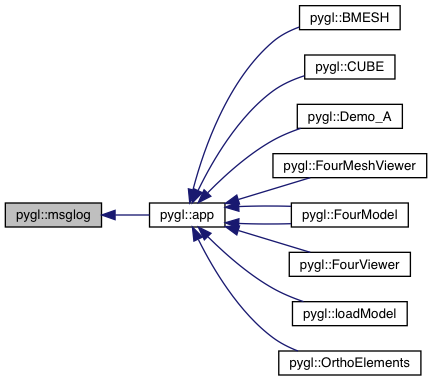 pygl::BMESH
pygl::CUBE
pygl::Demo_A
pygl::FourMeshViewer
pygl::msglog
pygl::app
pygl::FourModel
pygl::FourViewer
pygl::loadModel
pygl::OrthoElements